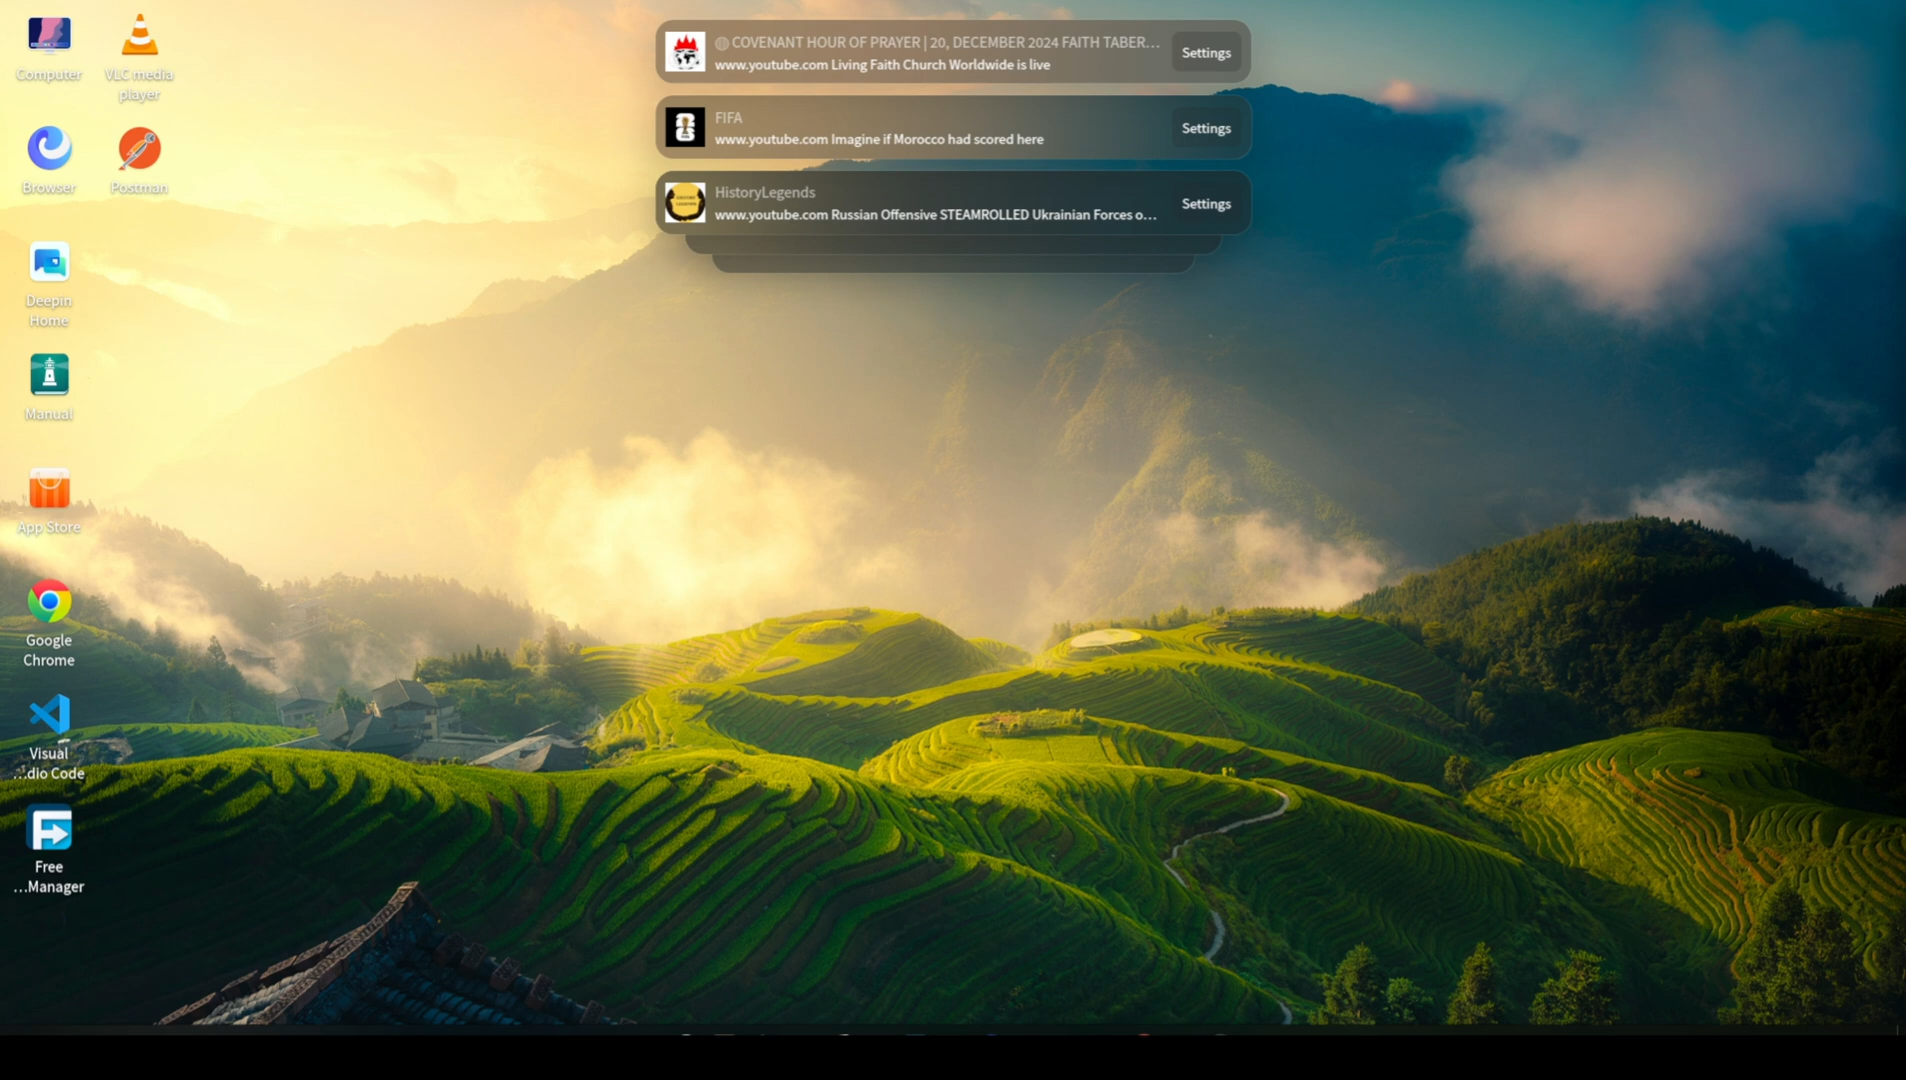 Computer
VLC media
player
Browser
Postman
Deepin
Home
Manual
App Store
Google
Chrome
Visual
...dio Code
Free
...Manager
COVENANT HOUR OF PRAYER | 20, DECEMBER 2024 FAITH TABER...
www.youtube.com Living Faith Church Worldwide is live
Settings
FIFA
www.youtube.com Imagine if Morocco had scored here
Settings
HistoryLegends
www.youtube.com Russian Offensive STEAMROLLED Ukrainian Forces o...
Settings